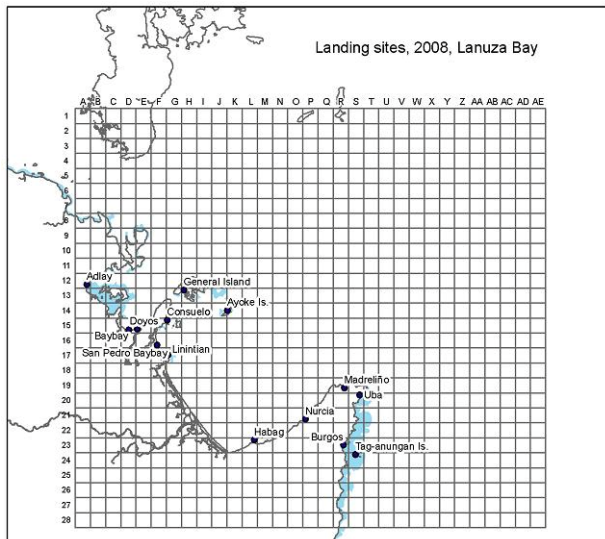 Landing sites, 2008, Lanuza Bay
A B C D E F G H I J K L M N O P Q R S T U V W X Y Z AA AB AC AD AE
1
2
3
4
5
6
7
8
9
10
11
12
Adlay
General Island
13
Ayoke Is.
14
Consuelo
Doyos
15
Baybay
16
San Pedro Baybay
Linintian
17
18
Madreliño
19
Uba
20
Nurcia
21
22
Habag
Burgos
23
Tag-anungan Is.
24
25
26
27
28